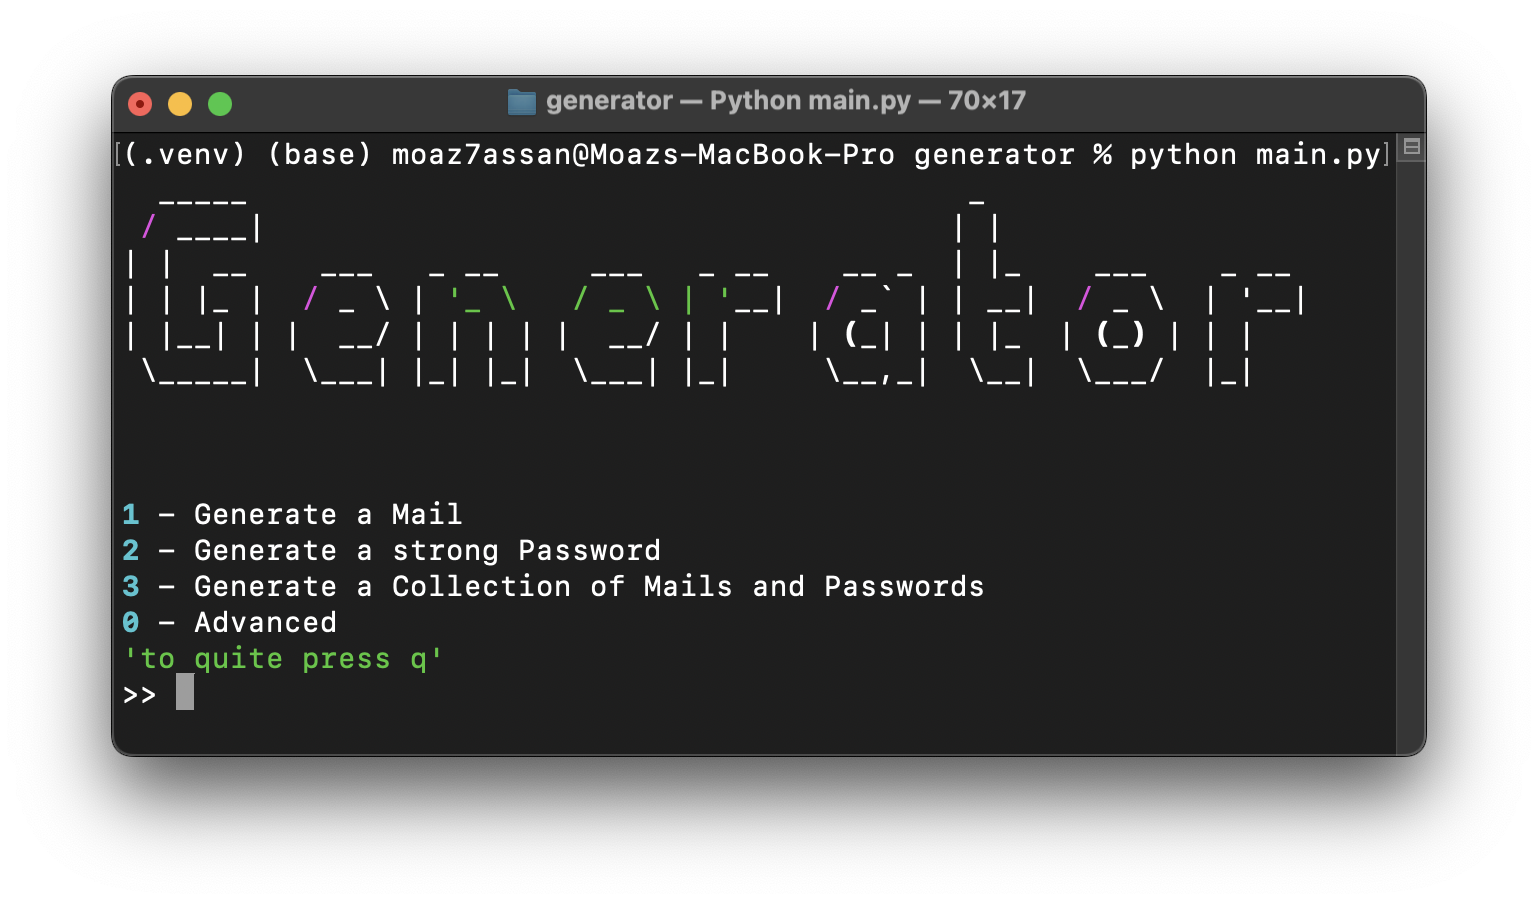 generator — Python main.py — 70×17
[(.venv) (base) moaz7assan@Moazs-MacBook-Pro generator % python main.py]
Generator
1 - Generate a Mail
2 - Generate a strong Password
3 - Generate a Collection of Mails and Passwords
0 - Advanced
'to quite press q'
>>